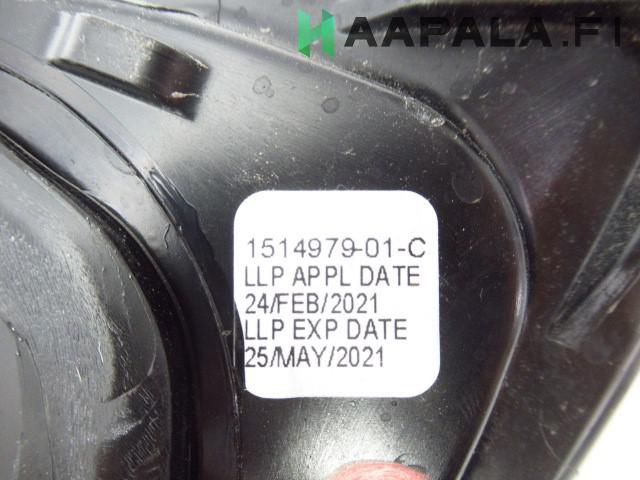 HAAPALA.FI
1514979-01-C
LLP APPL DATE
24/FEB/2021
LLP EXP DATE
25/MAY/2021